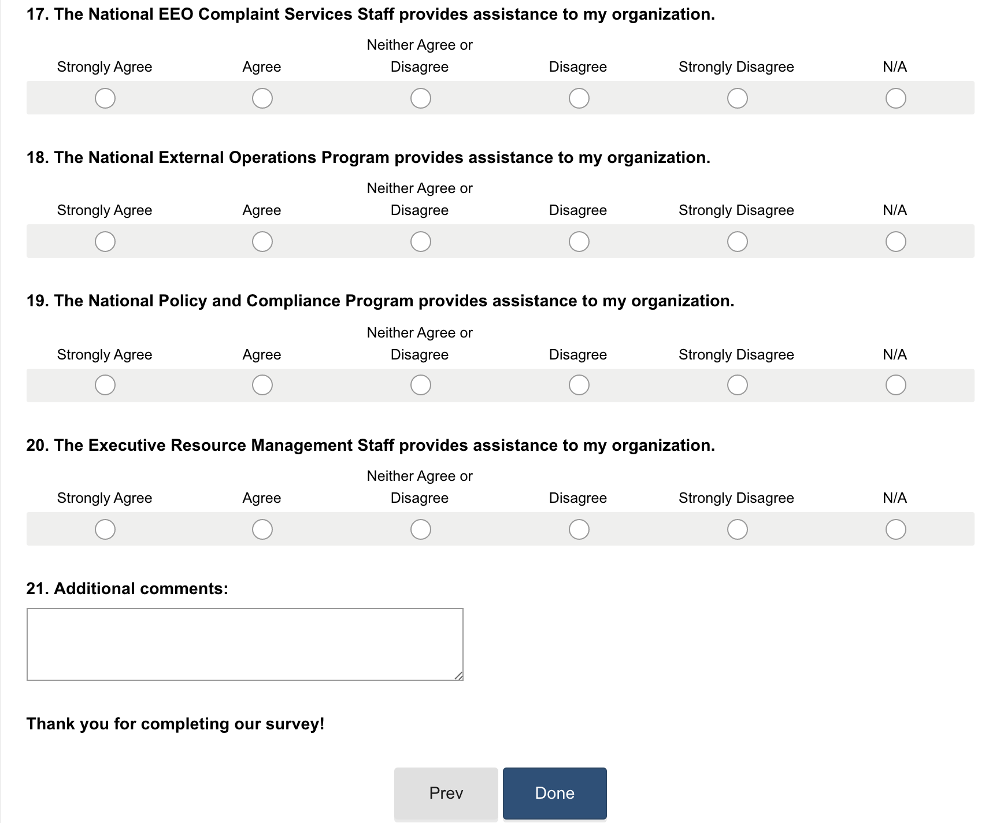 17. The National EEO Complaint Services Staff provides assistance to my organization.
Neither Agree or
Strongly Agree Agree Disagree Disagree Strongly Disagree N/A
18. The National External Operations Program provides assistance to my organization.
Neither Agree or
Strongly Agree Agree Disagree Disagree Strongly Disagree N/A
19. The National Policy and Compliance Program provides assistance to my organization.
Neither Agree or
Strongly Agree Agree Disagree Disagree Strongly Disagree N/A
20. The Executive Resource Management Staff provides assistance to my organization.
Neither Agree or
Strongly Agree Agree Disagree Disagree Strongly Disagree N/A
21. Additional comments:
Thank you for completing our survey!
Prev Done